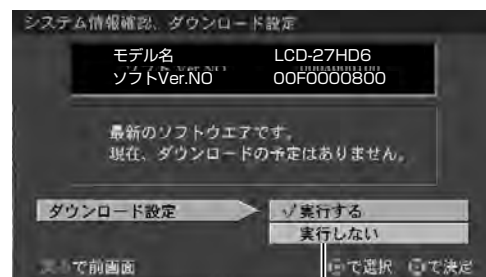 システム情報確認、ダウンロード設定
モデル名 LCD-27HD6
ソフトVer.NO 00F0000800
最新のソフトウエアです。
現在、ダウンロードの予定はありません。
ダウンロード設定 ✓実行する
実行しない
で前画面 で選択 で決定